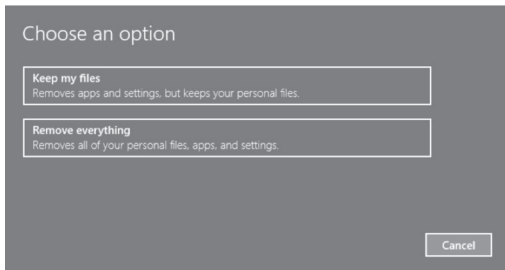 Choose an option
Keep my files
Removes apps and settings, but keeps your personal files.
Remove everything
Removes all of your personal files, apps, and settings.
Cancel